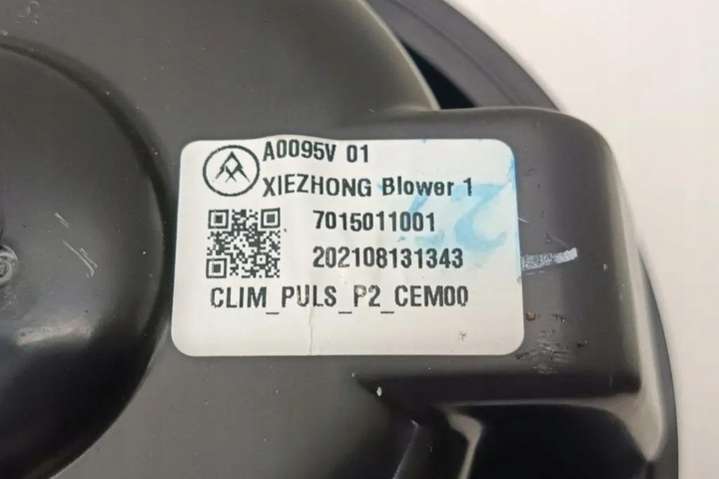 A0095V 01
XIEZHONG Blower 1
7015011001
202108131343
CLIM_PULS_P2_CEM00